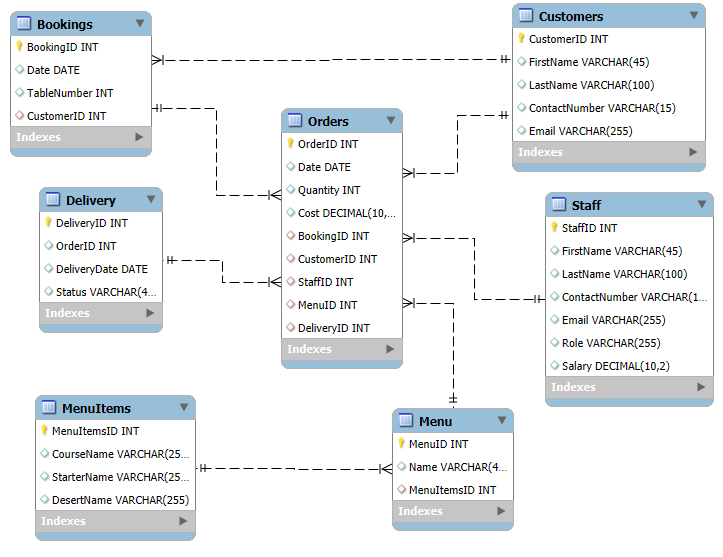 Bookings
BookingID INT
Date DATE
TableNumber INT
CustomerID INT
Indexes
Customers
CustomerID INT
FirstName VARCHAR(45)
LastName VARCHAR(100)
ContactNumber VARCHAR(15)
Email VARCHAR(255)
Indexes
Orders
OrderID INT
Date DATE
Quantity INT
Cost DECIMAL(10,...
BookingID INT
CustomerID INT
StaffID INT
MenuID INT
DeliveryID INT
Indexes
Delivery
DeliveryID INT
OrderID INT
DeliveryDate DATE
Status VARCHAR(4...
Indexes
Staff
StaffID INT
FirstName VARCHAR(45)
LastName VARCHAR(100)
ContactNumber VARCHAR(1...
Email VARCHAR(255)
Role VARCHAR(255)
Salary DECIMAL(10,2)
Indexes
MenuItems
MenuItemsID INT
CourseName VARCHAR(25...
StarterName VARCHAR(25...
DesertName VARCHAR(255)
Indexes
Menu
MenuID INT
Name VARCHAR(4...
MenuItemsID INT
Indexes